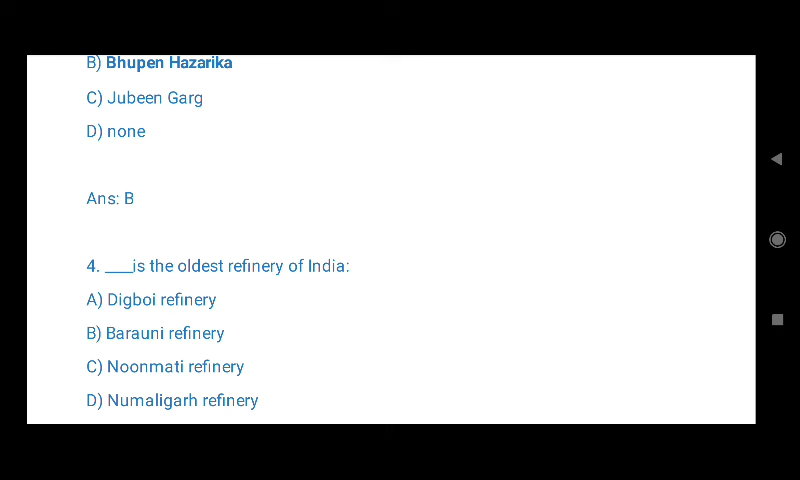 B) Bhupen Hazarika
C) Jubeen Garg
D) none
Ans: B
4. ___is the oldest refinery of India:
A) Digboi refinery
B) Barauni refinery
C) Noonmati refinery
D) Numaligarh refinery